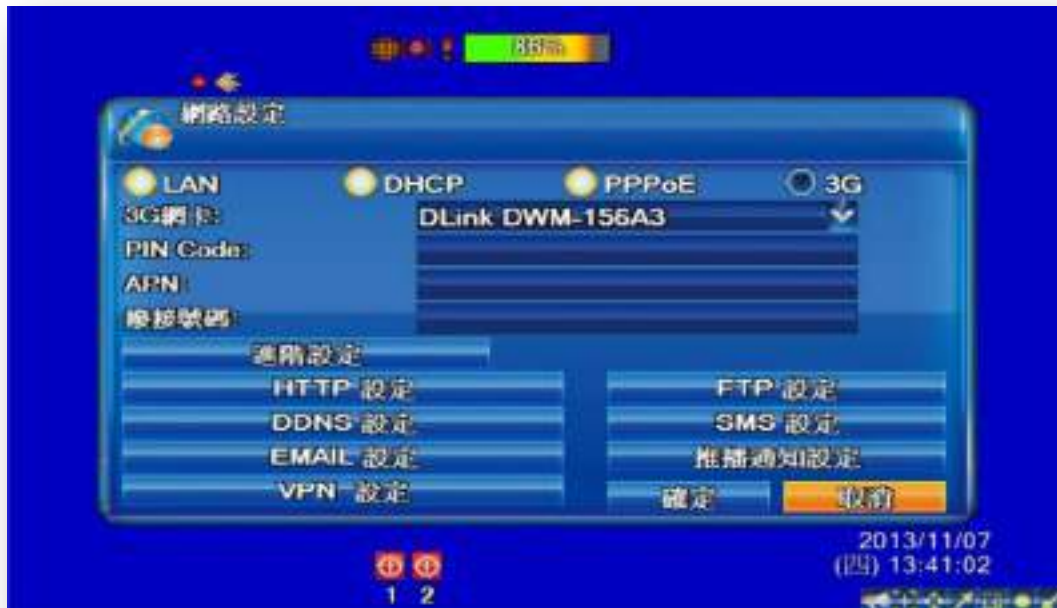 86%
網路設定
LAN DHCP PPPoE 3G
3G網卡: DLink DWM-156A3
PIN Code:
APN:
撥接號碼:
進階設定
HTTP 設定 FTP 設定
DDNS 設定 SMS 設定
EMAIL 設定 推播通知設定
VPN 設定 確定 取消
2013/11/07
(四) 13:41:02
1 2